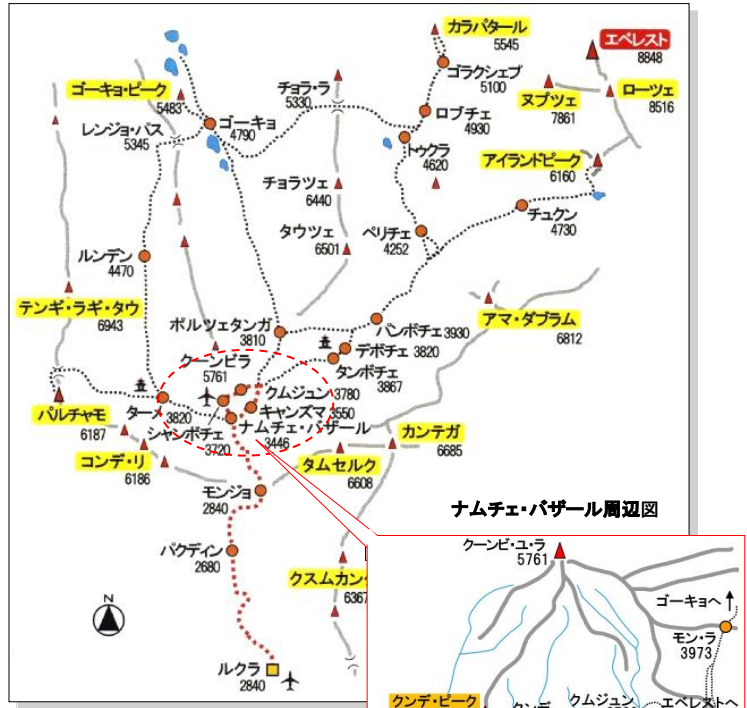 カラパタール
5545
エベレスト
8848
ゴラクシェプ
5100
ゴーキョ・ピーク
5483
チョラ・ラ
5330
ヌプツェ
7861
ローツェ
8516
レンジョ・パス
5345
ゴーキョ
4790
ロブチェ
4930
トゥクラ
4620
アイランドピーク
6160
チョラツェ
6440
チュクン
4730
タウツェ
6501
ペリチェ
4252
ルンデン
4470
テンギ・ラギ・タウ
6943
ポルツェタンガ
3810
パンボチェ 3930
アマ・ダブラム
6812
クーンビラ
5761
デボチェ 3820
タンボチェ
3867
クムジュン
3780
キャンズマ
3550
パルチャモ
6187
ターメ 3820
シャンボチェ
3720
ナムチェ・バザール
3446
カンテガ
6685
コンデ・リ
6186
タムセルク
6608
モンジョ
2840
ナムチェ・バザール周辺図
パクディン
2680
クーンビ・ユ・ラ
5761
クスムカン
6367
N
ゴーキョへ
モン・ラ
3973
ルクラ
2840
クンデ・ピーク
クンデ
クムジュン
エベレストへ